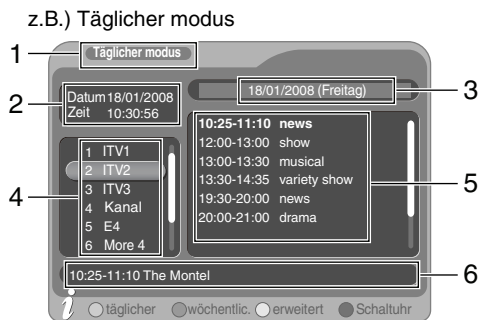 z.B.) Täglicher modus
1
Täglicher modus
2
Datum 18/01/2008
Zeit 10:30:56
18/01/2008 (Freitag)
3
10:25-11:10 news
12:00-13:00 show
13:00-13:30 musical
13:30-14:35 variety show
19:30-20:00 news
20:00-21:00 drama
5
4
1 ITV1
2 ITV2
3 ITV3
4 Kanal
5 E4
6 More 4
10:25-11:10 The Montel
6
i täglicher wöchentlic. erweitert Schaltuhr